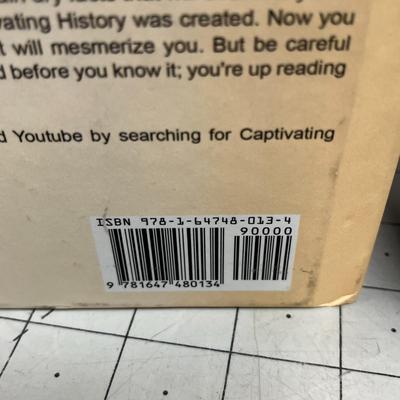 vating History was created. Now you
will mesmerize you. But be careful
before you know it; you're up reading
Youtube by searching for Captivating
ISBN 978-1-64748-013-4
90000
9 781647 480134